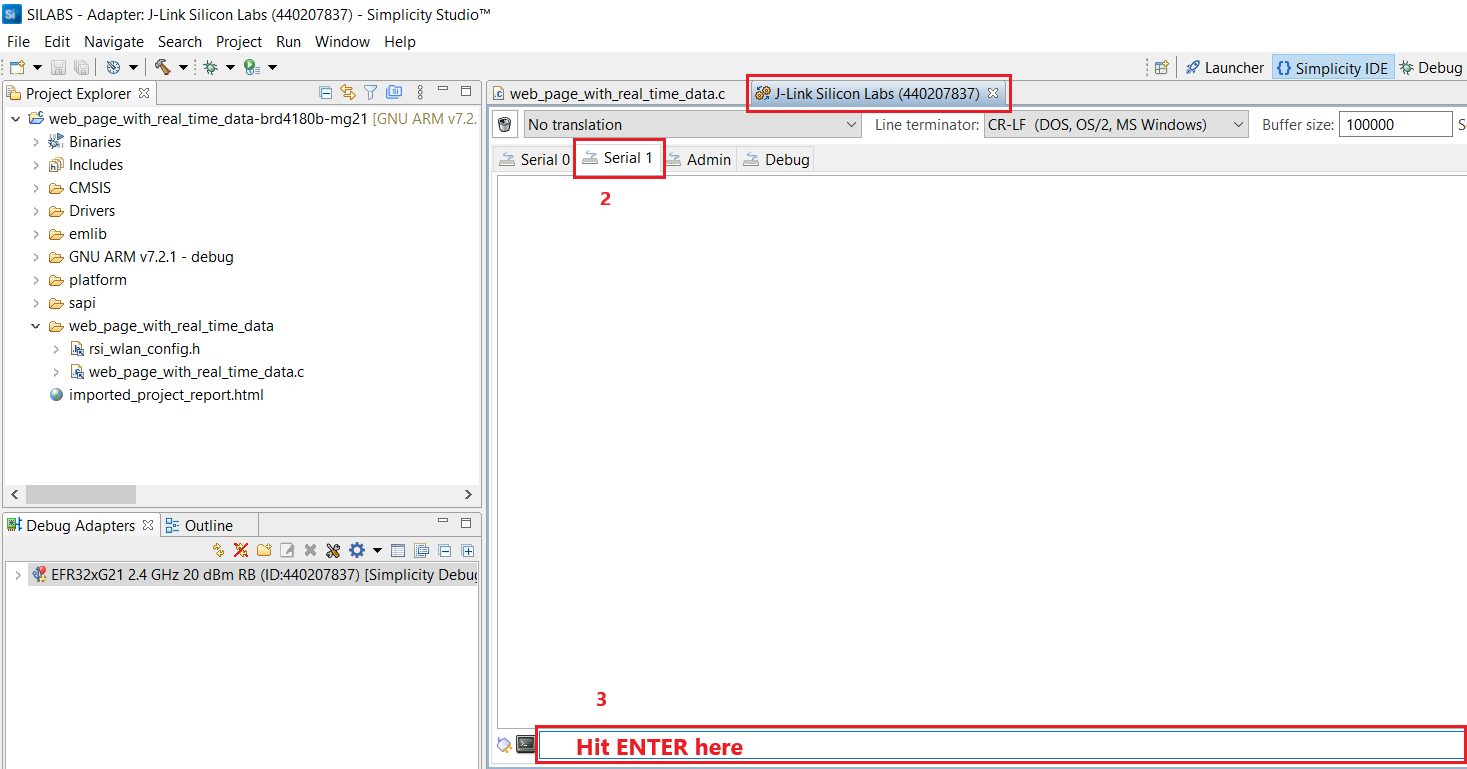 SILABS - Adapter: J-Link Silicon Labs (440207837) - Simplicity Studio™
File Edit Navigate Search Project Run Window Help
Launcher Simplicity IDE Debug
Project Explorer
web_page_with_real_time_data-brd4180b-mg21 [GNU ARM v7.2.
Binaries
Includes
CMSIS
Drivers
emlib
GNU ARM v7.2.1 - debug
platform
sapi
web_page_with_real_time_data
rsi_wlan_config.h
web_page_with_real_time_data.c
imported_project_report.html
Debug Adapters Outline
EFR32xG21 2.4 GHz 20 dBm RB (ID:440207837) [Simplicity Debug
web_page_with_real_time_data.c J-Link Silicon Labs (440207837)
No translation Line terminator: CR-LF (DOS, OS/2, MS Windows) Buffer size: 100000 S
Serial 0 Serial 1 Admin Debug
2
3
Hit ENTER here